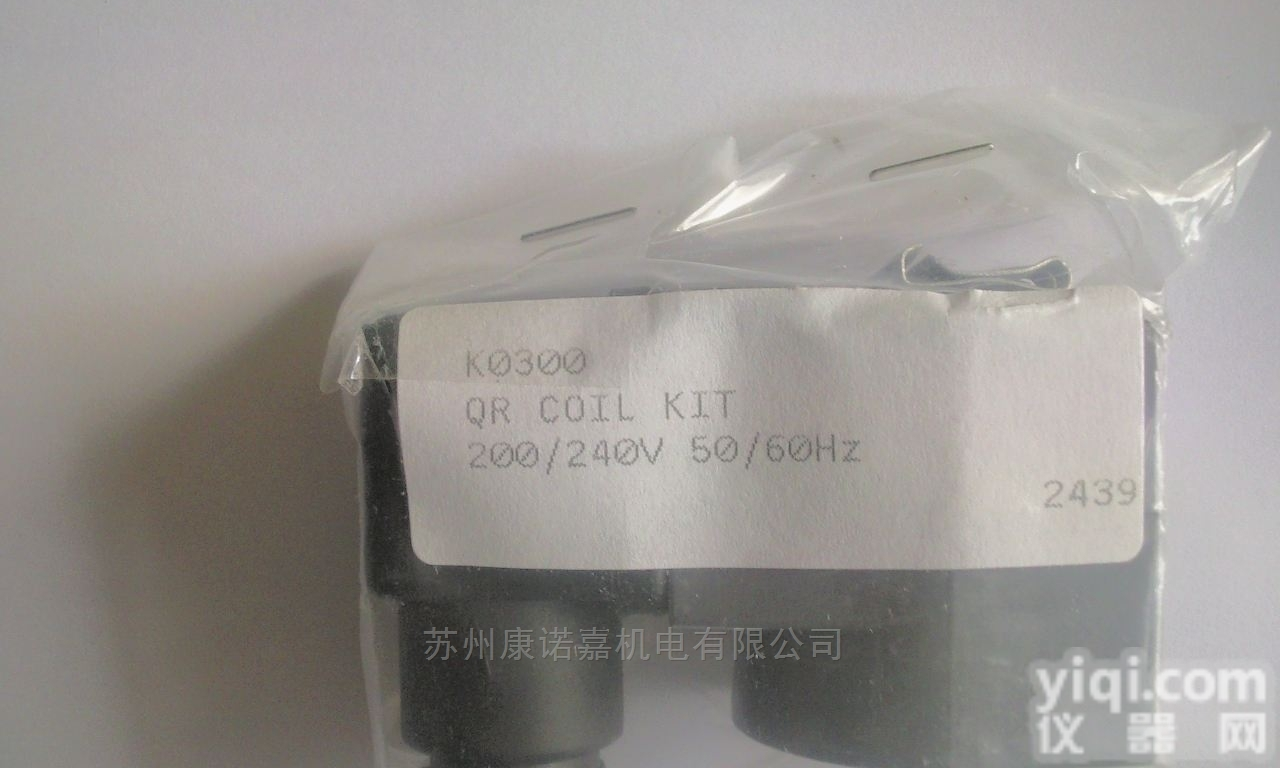 K0300
QR COIL KIT
200/240V 50/60Hz
2439
苏州康诺嘉机电有限公司
yiqi.com
仪器网